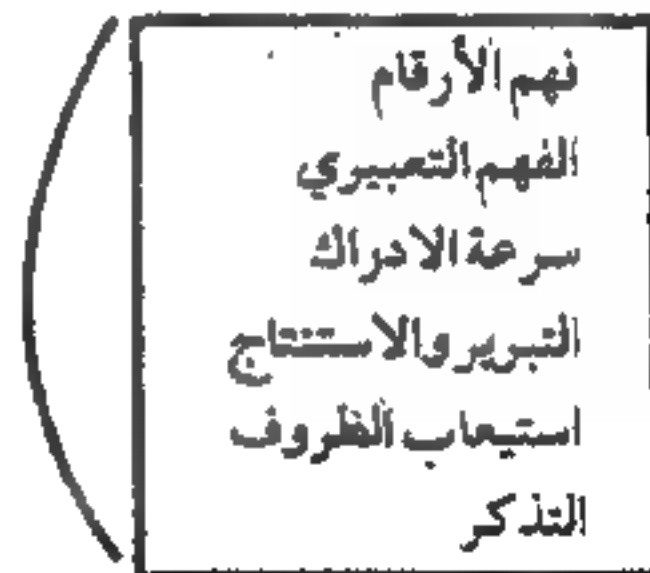 فهم الأرقام
الفهم التعبيري
سرعة الادراك
التبرير والاستنتاج
استيعاب الظروف
التذكر